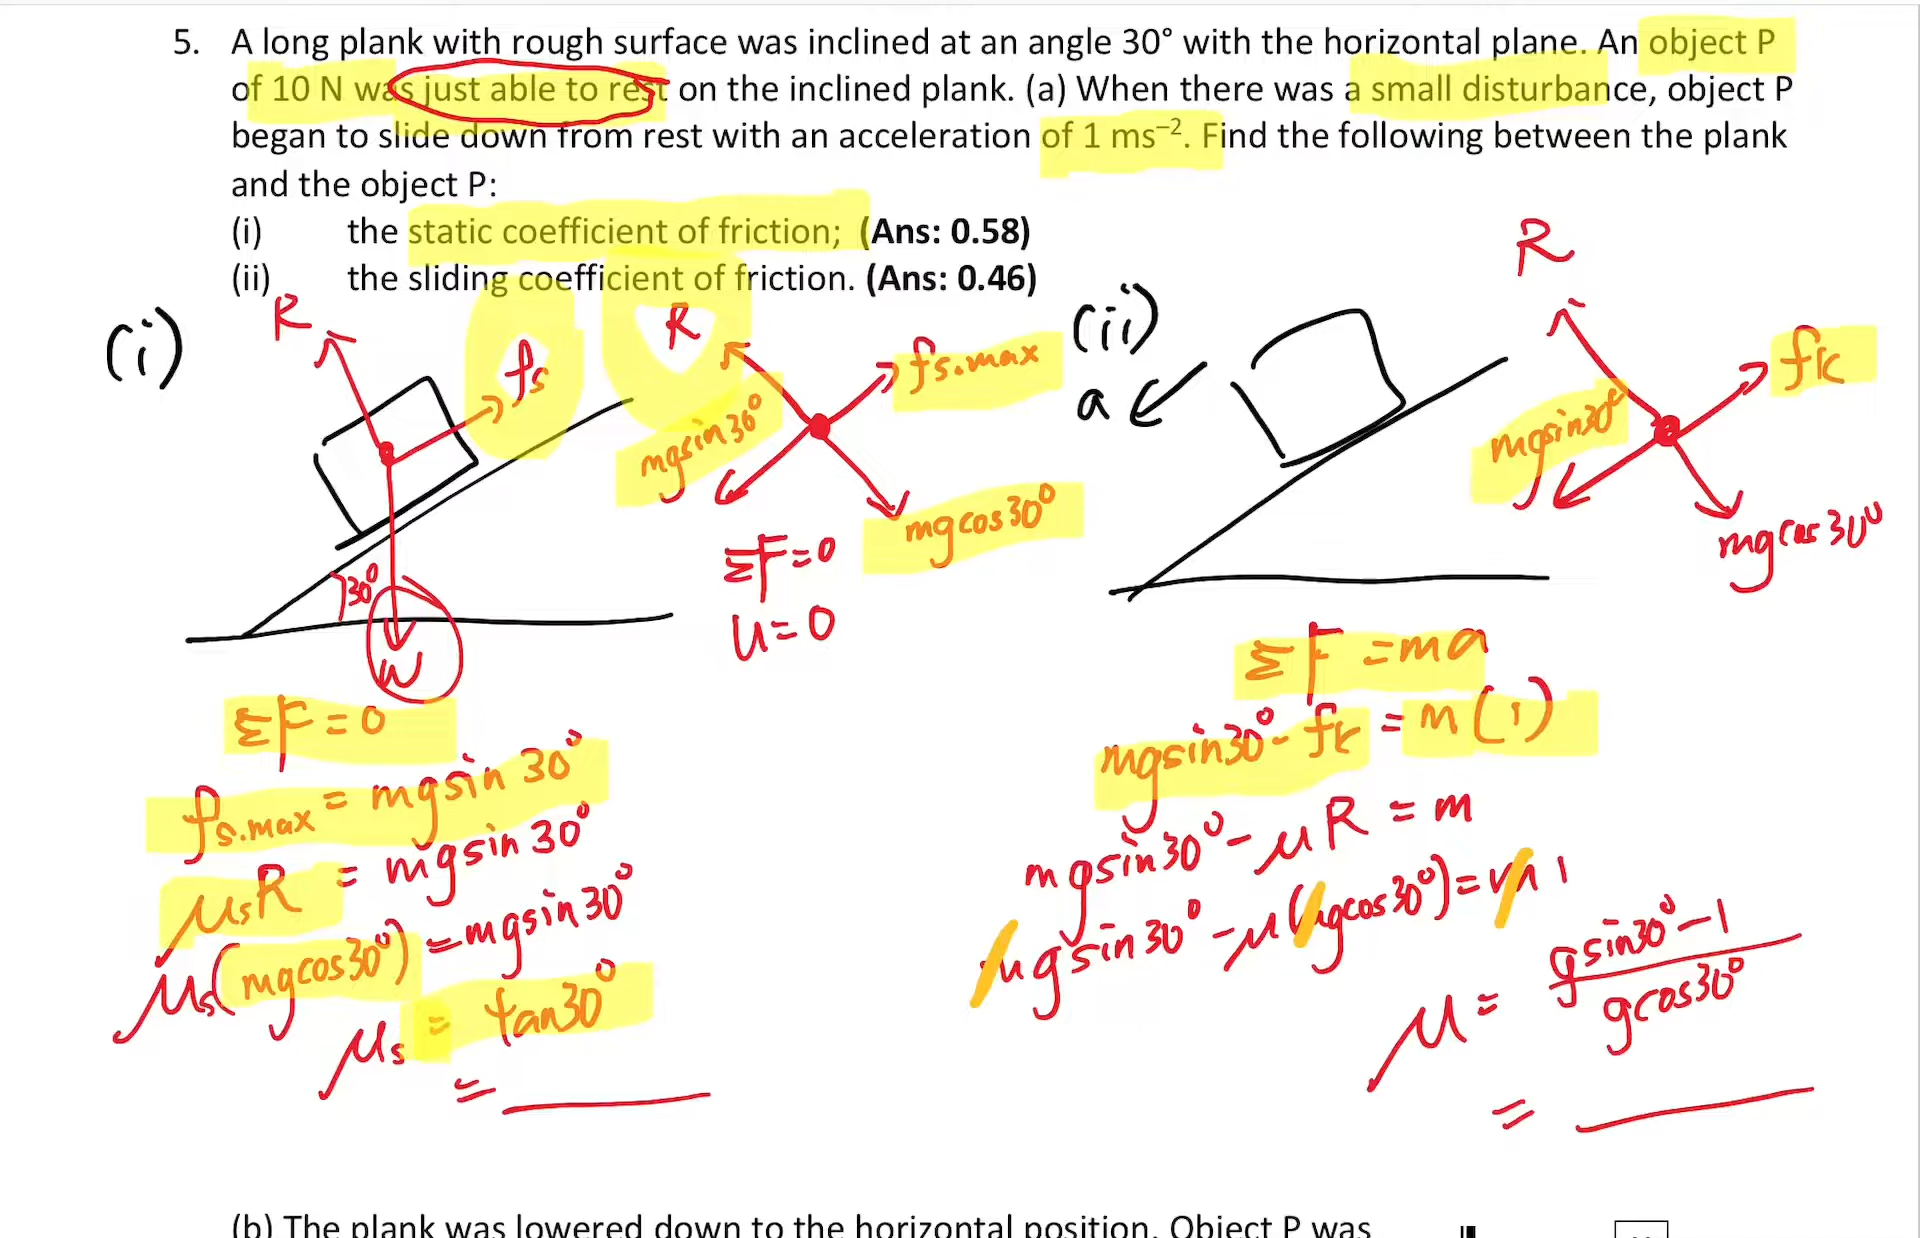 5. A long plank with rough surface was inclined at an angle 30° with the horizontal plane. An object P
of 10 N was just able to rest on the inclined plank. (a) When there was a small disturbance, object P
began to slide down from rest with an acceleration of 1 ms⁻². Find the following between the plank
and the object P:
(i) the static coefficient of friction; (Ans: 0.58)
(ii) the sliding coefficient of friction. (Ans: 0.46)
(i)
R
fs
30°
W
R
fs.max
mgsin30°
mgcos30°
ΣF=0
u=0
ΣF=0
fs.max = mgsin30°
μsR = mgsin30°
μs(mgcos30°)=mgsin30°
μs = tan30°
=
(ii)
a
R
fk
mgsin30°
mgcos30°
ΣF=ma
mgsin30°-fk=m(1)
mgsin30°-μR=m
mgsin30°-μ(mgcos30°)=m1
μ= gsin30°-1
gcos30°
=
(b) The plank was lowered down to the horizontal position. Object P was